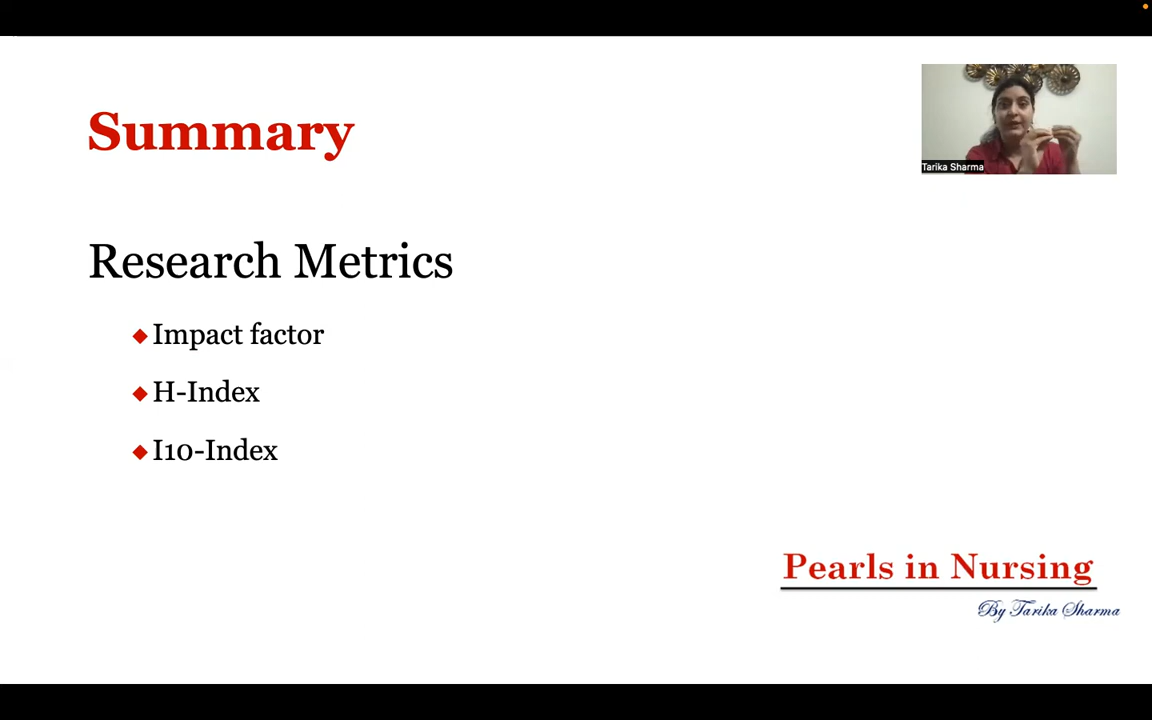 Summary
Tarika Sharma
Research Metrics
Impact factor
H-Index
I10-Index
Pearls in Nursing
By Tarika Sharma